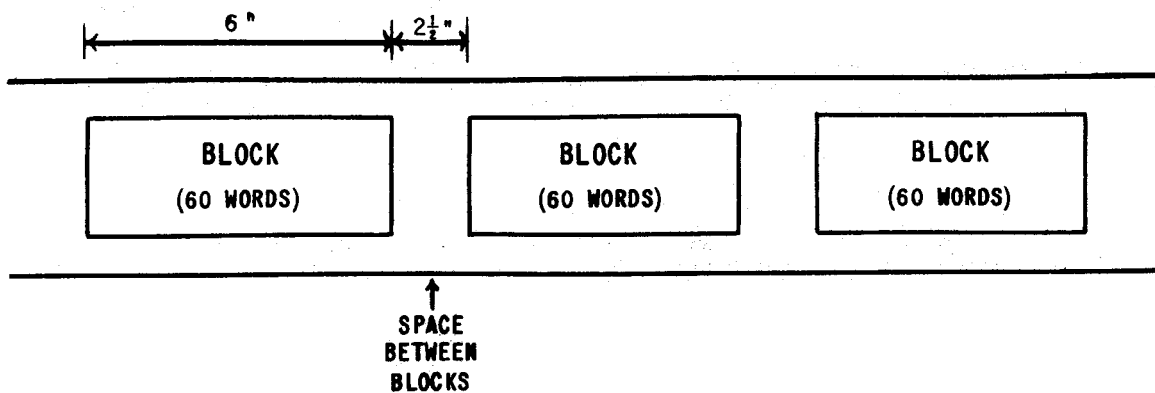 6"
2½"
BLOCK
(60 WORDS)
BLOCK
(60 WORDS)
BLOCK
(60 WORDS)
SPACE
BETWEEN
BLOCKS